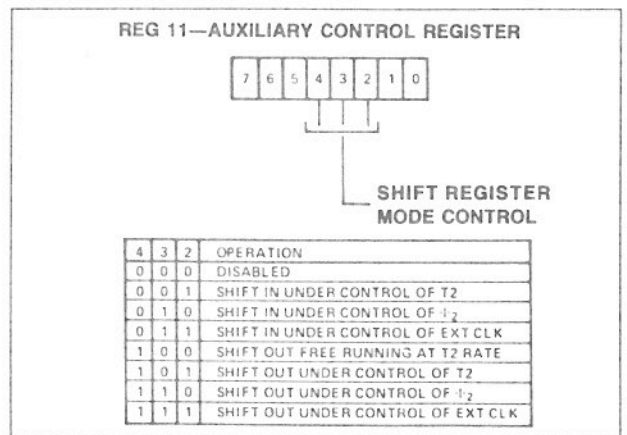 REG 11—AUXILIARY CONTROL REGISTER
7 6 5 4 3 2 1 0
SHIFT REGISTER
MODE CONTROL
4 3 2 OPERATION
0 0 0 DISABLED
0 0 1 SHIFT IN UNDER CONTROL OF T2
0 1 0 SHIFT IN UNDER CONTROL OF
0 1 1 SHIFT IN UNDER CONTROL OF EXT CLK
1 0 0 SHIFT OUT FREE RUNNING AT T2 RATE
1 0 1 SHIFT OUT UNDER CONTROL OF T2
1 1 0 SHIFT OUT UNDER CONTROL OF
1 1 1 SHIFT OUT UNDER CONTROL OF EXT CLK